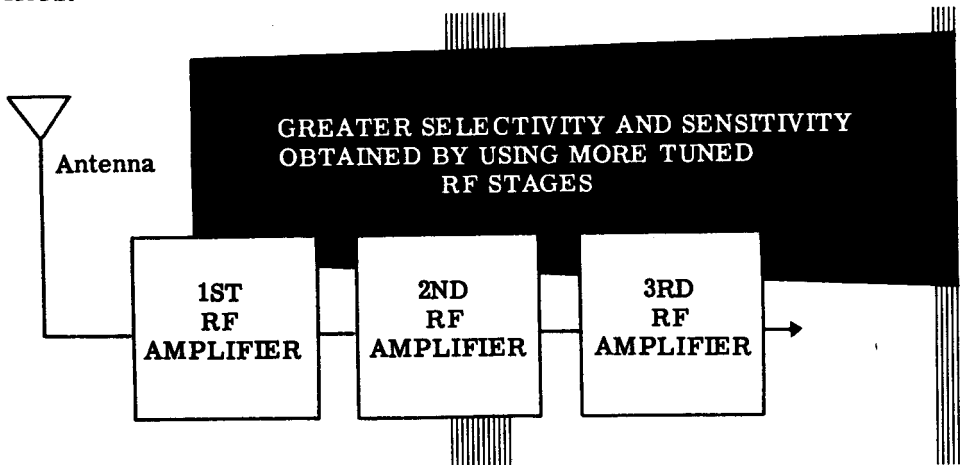 GREATER SELECTIVITY AND SENSITIVITY
OBTAINED BY USING MORE TUNED
RF STAGES
Antenna
1ST
RF
AMPLIFIER
2ND
RF
AMPLIFIER
3RD
RF
AMPLIFIER